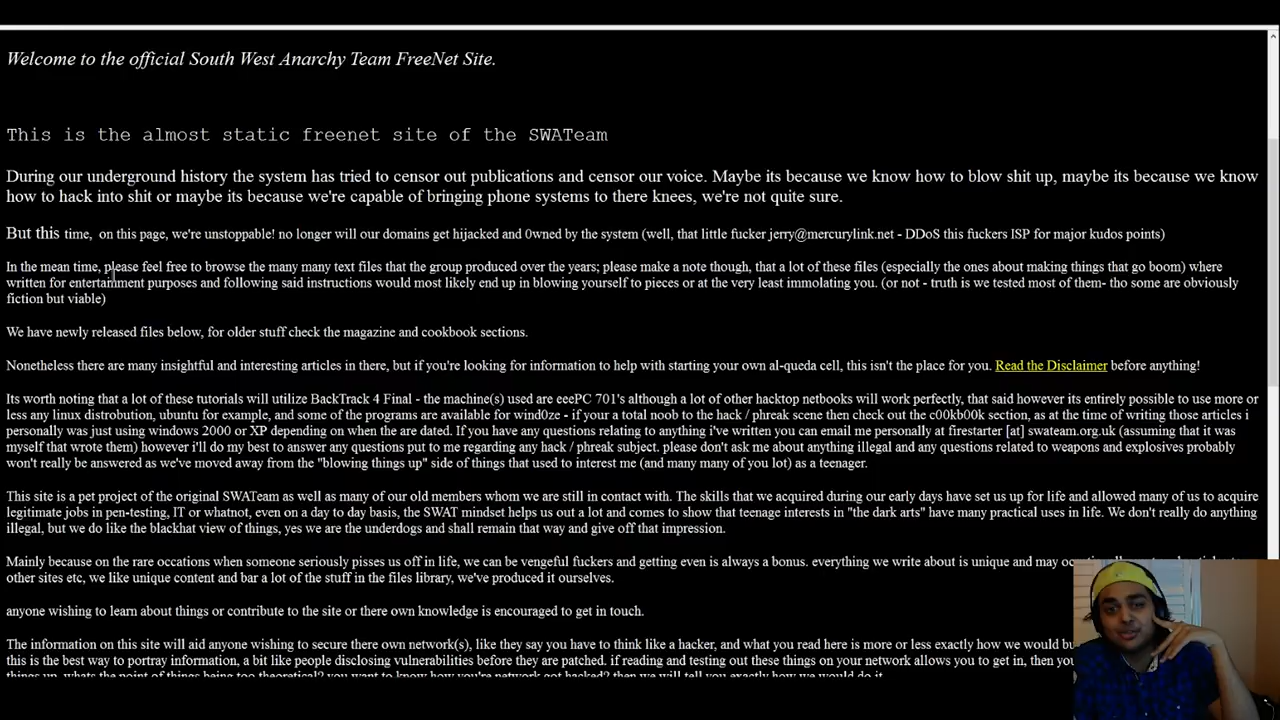 Welcome to the official South West Anarchy Team FreeNet Site.
This is the almost static freenet site of the SWATeam
During our underground history the system has tried to censor out publications and censor our voice. Maybe its because we know how to blow shit up, maybe its because we know
how to hack into shit or maybe its because we're capable of bringing phone systems to there knees, we're not quite sure.
But this time, on this page, we're unstoppable! no longer will our domains get hijacked and 0wned by the system (well, that little fucker jerry@mercurylink.net - DDoS this fuckers ISP for major kudos points)
In the mean time, please feel free to browse the many many text files that the group produced over the years; please make a note though, that a lot of these files (especially the ones about making things that go boom) where
written for entertainment purposes and following said instructions would most likely end up in blowing yourself to pieces or at the very least immolating you. (or not - truth is we tested most of them- tho some are obviously
fiction but viable)
We have newly released files below, for older stuff check the magazine and cookbook sections.
Nonetheless there are many insightful and interesting articles in there, but if you're looking for information to help with starting your own al-queda cell, this isn't the place for you. Read the Disclaimer before anything!
Its worth noting that a lot of these tutorials will utilize BackTrack 4 Final - the machine(s) used are eeePC 701's although a lot of other hacktop netbooks will work perfectly, that said however its entirely possible to use more or
less any linux distrobution, ubuntu for example, and some of the programs are available for wind0ze - if your a total noob to the hack / phreak scene then check out the c00kb00k section, as at the time of writing those articles i
personally was just using windows 2000 or XP depending on when the are dated. If you have any questions relating to anything i've written you can email me personally at firestarter [at] swateam.org.uk (assuming that it was
myself that wrote them) however i'll do my best to answer any questions put to me regarding any hack / phreak subject. please don't ask me about anything illegal and any questions related to weapons and explosives probably
won't really be answered as we've moved away from the "blowing things up" side of things that used to interest me (and many many of you lot) as a teenager.
This site is a pet project of the original SWATeam as well as many of our old members whom we are still in contact with. The skills that we acquired during our early days have set us up for life and allowed many of us to acquire
legitimate jobs in pen-testing, IT or whatnot, even on a day to day basis, the SWAT mindset helps us out a lot and comes to show that teenage interests in "the dark arts" have many practical uses in life. We don't really do anything
illegal, but we do like the blackhat view of things, yes we are the underdogs and shall remain that way and give off that impression.
Mainly because on the rare occations when someone seriously pisses us off in life, we can be vengeful fuckers and getting even is always a bonus. everything we write about is unique and may
other sites etc, we like unique content and bar a lot of the stuff in the files library, we've produced it ourselves.
anyone wishing to learn about things or contribute to the site or there own knowledge is encouraged to get in touch.
The information on this site will aid anyone wishing to secure there own network(s), like they say you have to think like a hacker, and what you read here is more or less exactly how we would
this is the best way to portray information, a bit like people disclosing vulnerabilities before they are patched. if reading and testing out these things on your network allows you to get in, then you
things up, whats the point of things being too theoretical? you want to know how you're network got hacked? then we will tell you exactly how we would do it